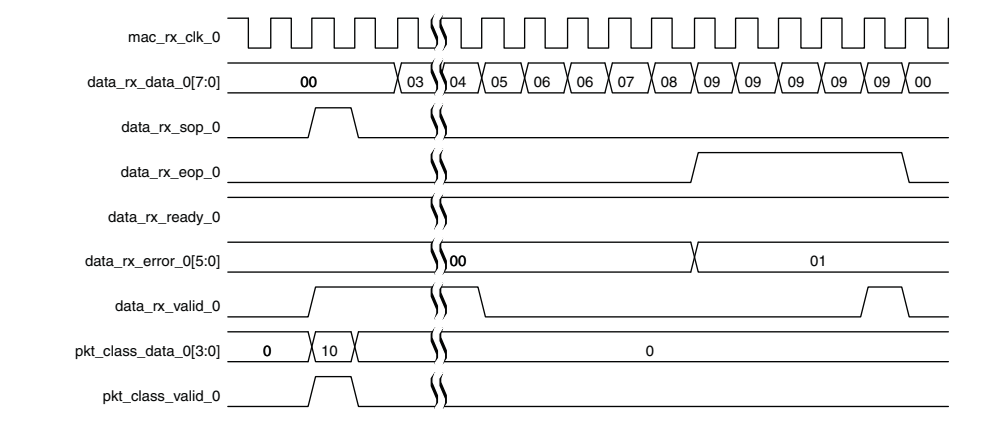 mac_rx_clk_0
data_rx_data_0[7:0] 00 03 04 05 06 06 07 08 09 09 09 09 09 00
data_rx_sop_0
data_rx_eop_0
data_rx_ready_0
data_rx_error_0[5:0] 00 01
data_rx_valid_0
pkt_class_data_0[3:0] 0 10 0
pkt_class_valid_0